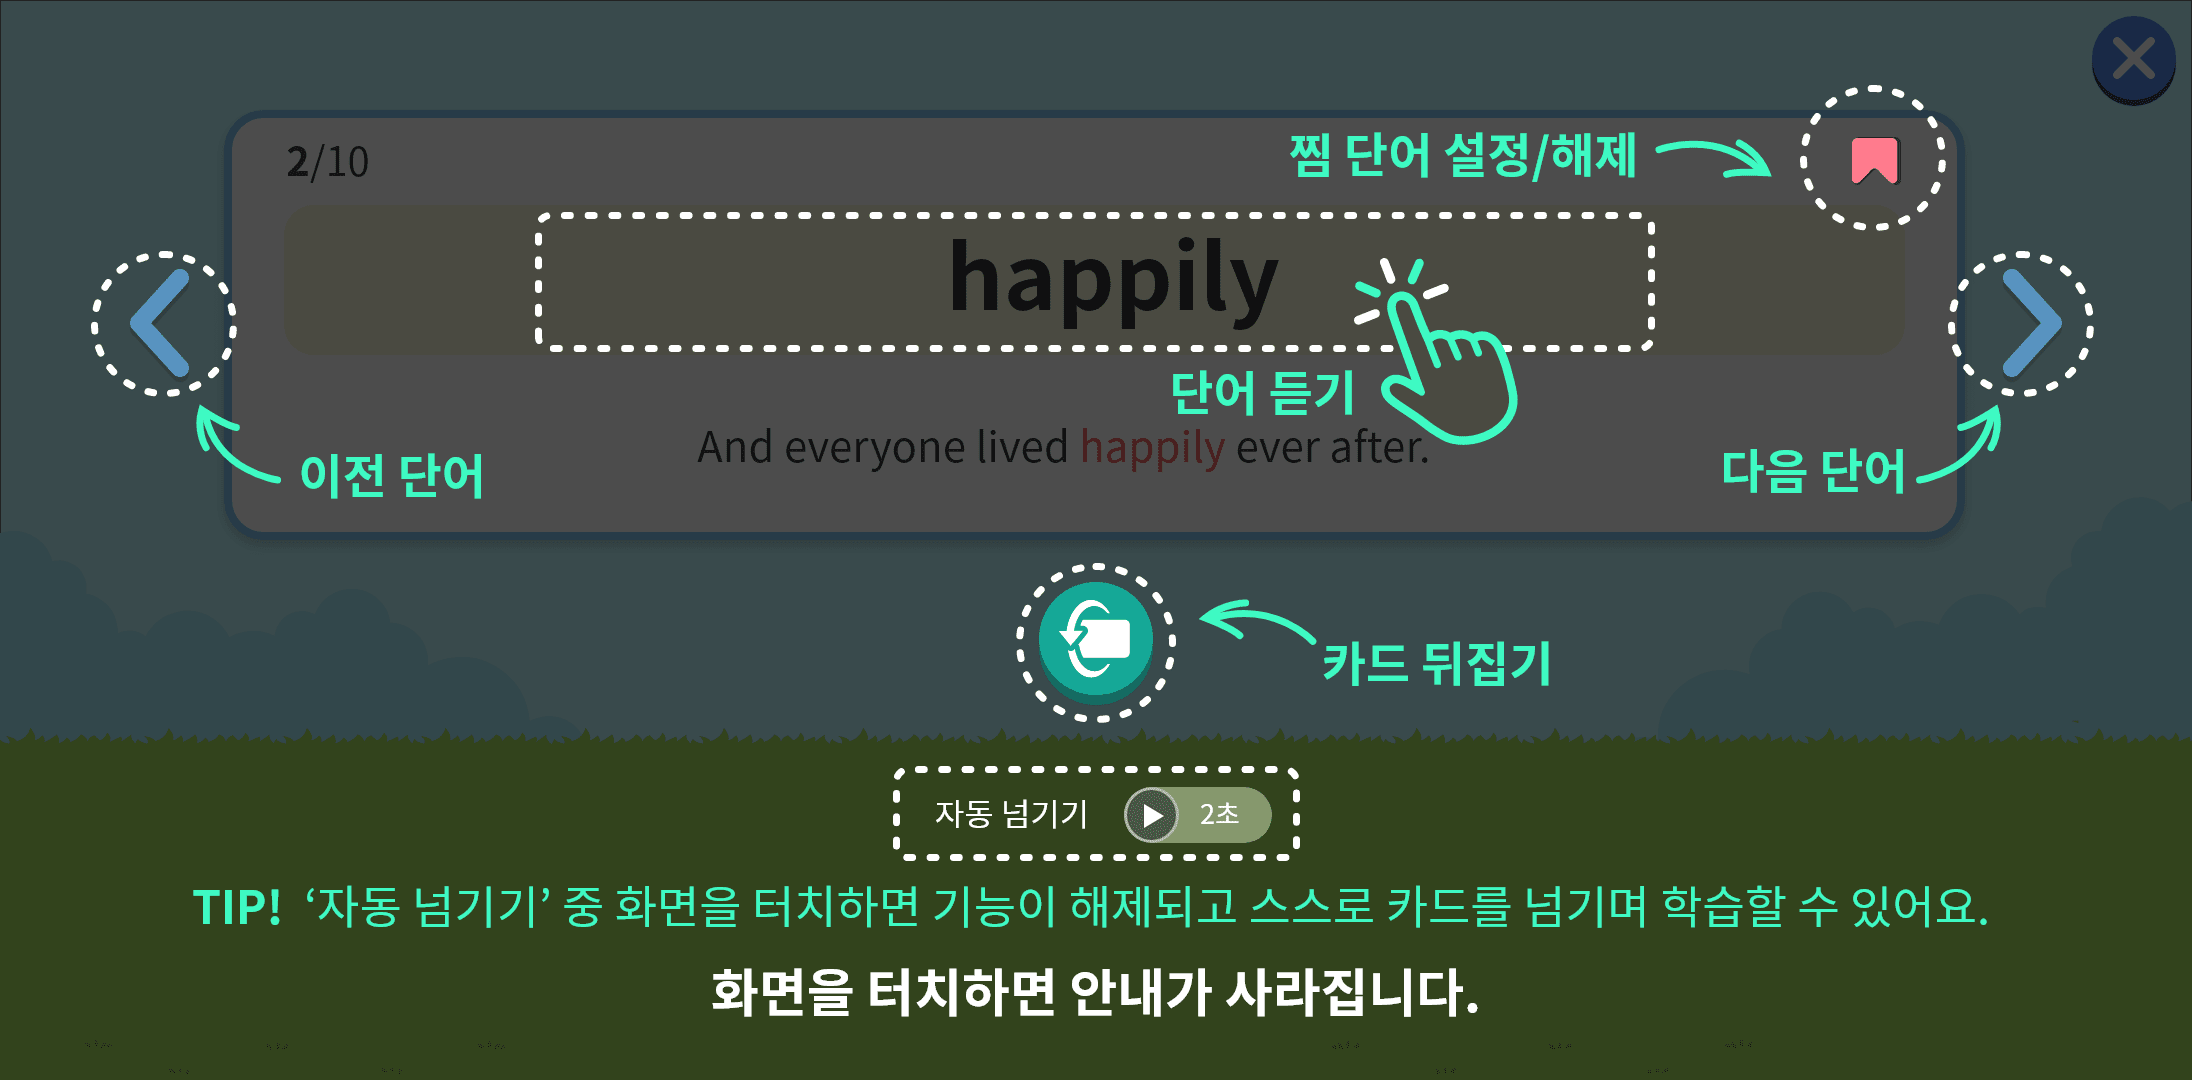 2/10
찜 단어 설정/해제
happily
단어 듣기
And everyone lived happily ever after.
이전 단어
다음 단어
카드 뒤집기
자동 넘기기
2초
TIP! ‘자동 넘기기’ 중 화면을 터치하면 기능이 해제되고 스스로 카드를 넘기며 학습할 수 있어요.
화면을 터치하면 안내가 사라집니다.